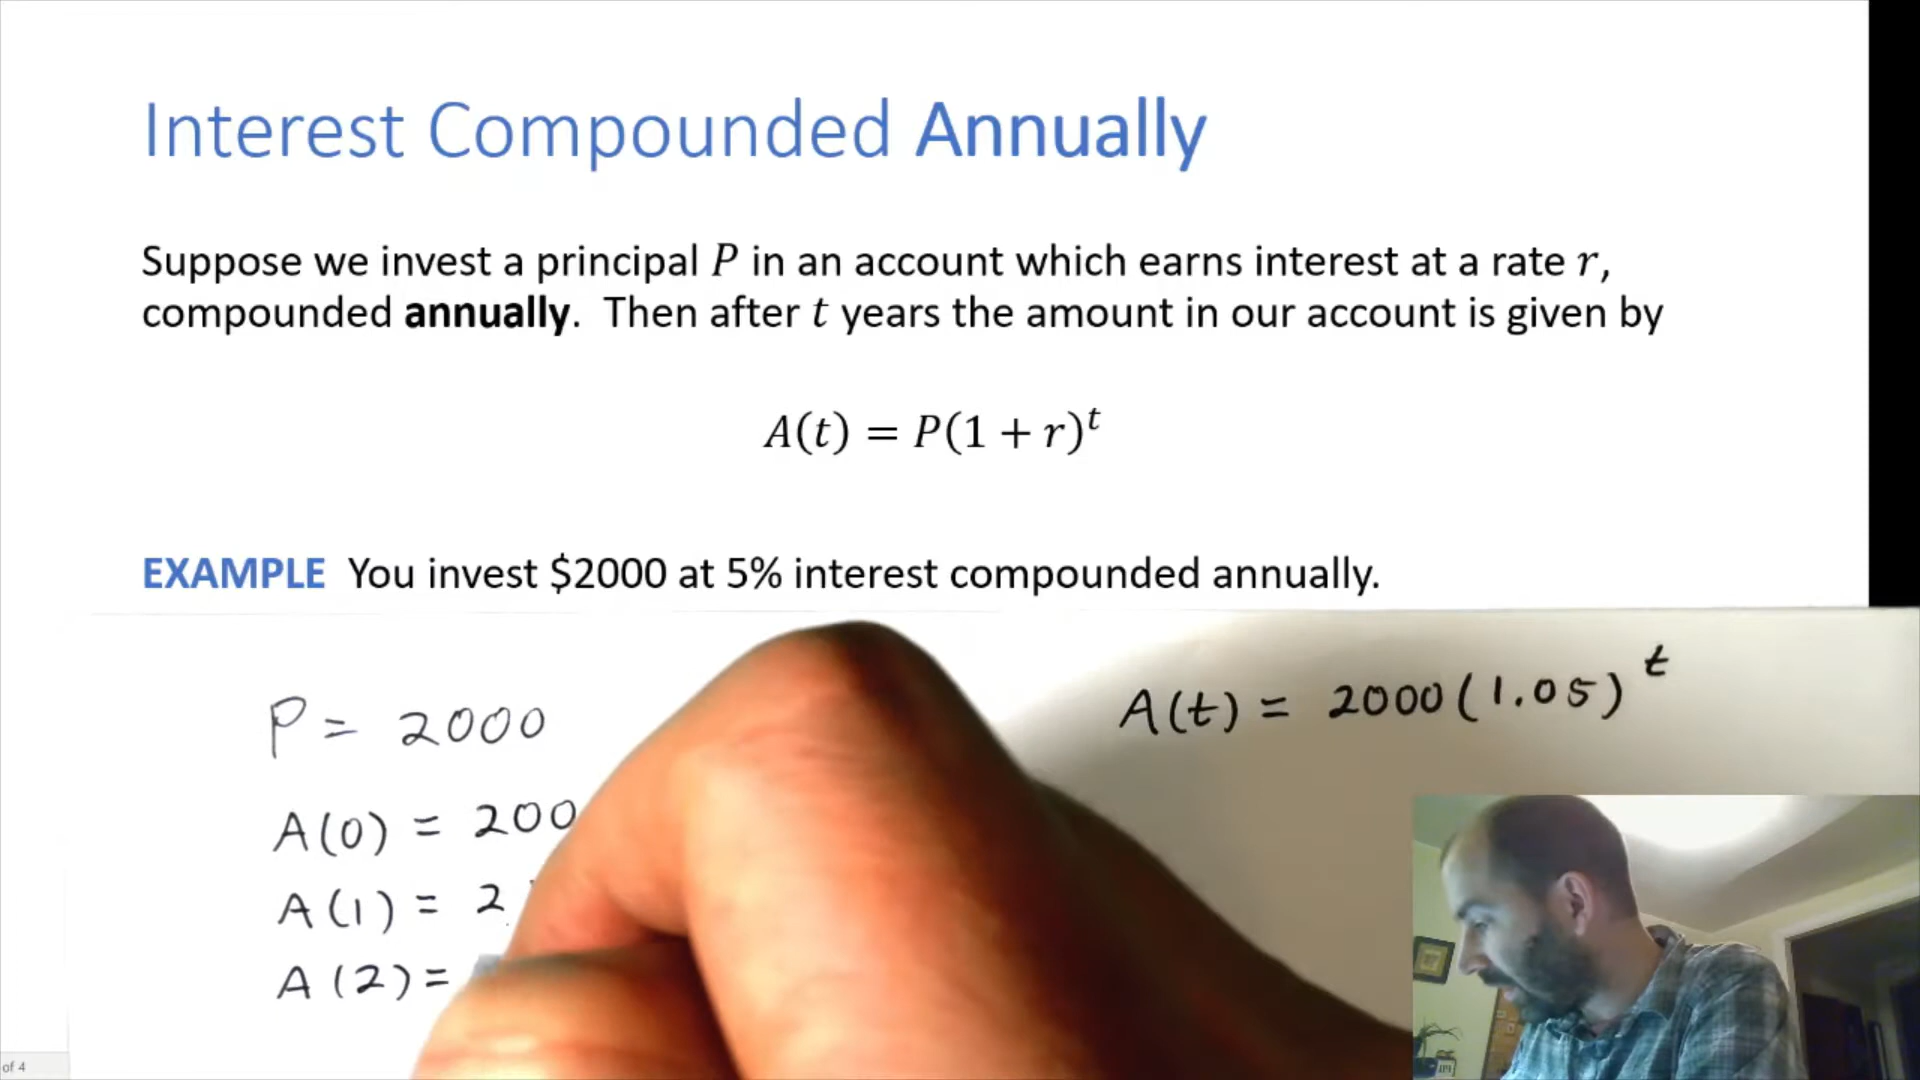 Interest Compounded Annually
Suppose we invest a principal P in an account which earns interest at a rate r,
compounded annually.  Then after t years the amount in our account is given by
A(t) = P(1 + r)^t
EXAMPLE  You invest $2000 at 5% interest compounded annually.
P = 2000
A(t) = 2000(1.05)^t
A(0) = 200
A(1) = 2
A(2) =
of 4